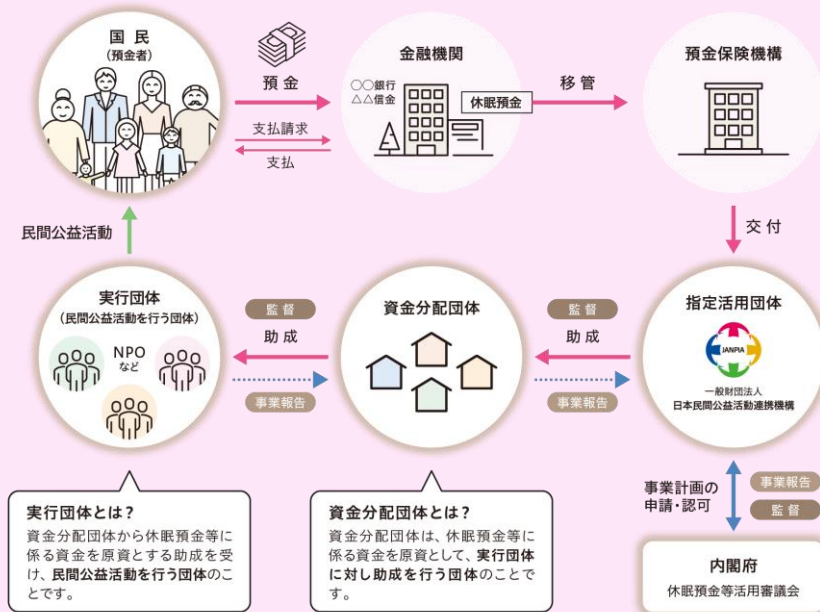 国民
(預金者)
預金
支払請求
支払
金融機関
○○銀行
△△信金
休眠預金
移管
預金保険機構
交付
民間公益活動
実行団体
(民間公益活動を行う団体)
NPO
など
監督
助成
事業報告
資金分配団体
監督
助成
事業報告
指定活用団体
JANPIA
一般財団法人
日本民間公益活動連携機構
実行団体とは？
資金分配団体から休眠預金等に
係る資金を原資とする助成を受
け、民間公益活動を行う団体のこ
とです。
資金分配団体とは？
資金分配団体は、休眠預金等に
係る資金を原資として、実行団体
に対し助成を行う団体のことで
す。
事業計画の
申請・認可
事業報告
監督
内閣府
休眠預金等活用審議会